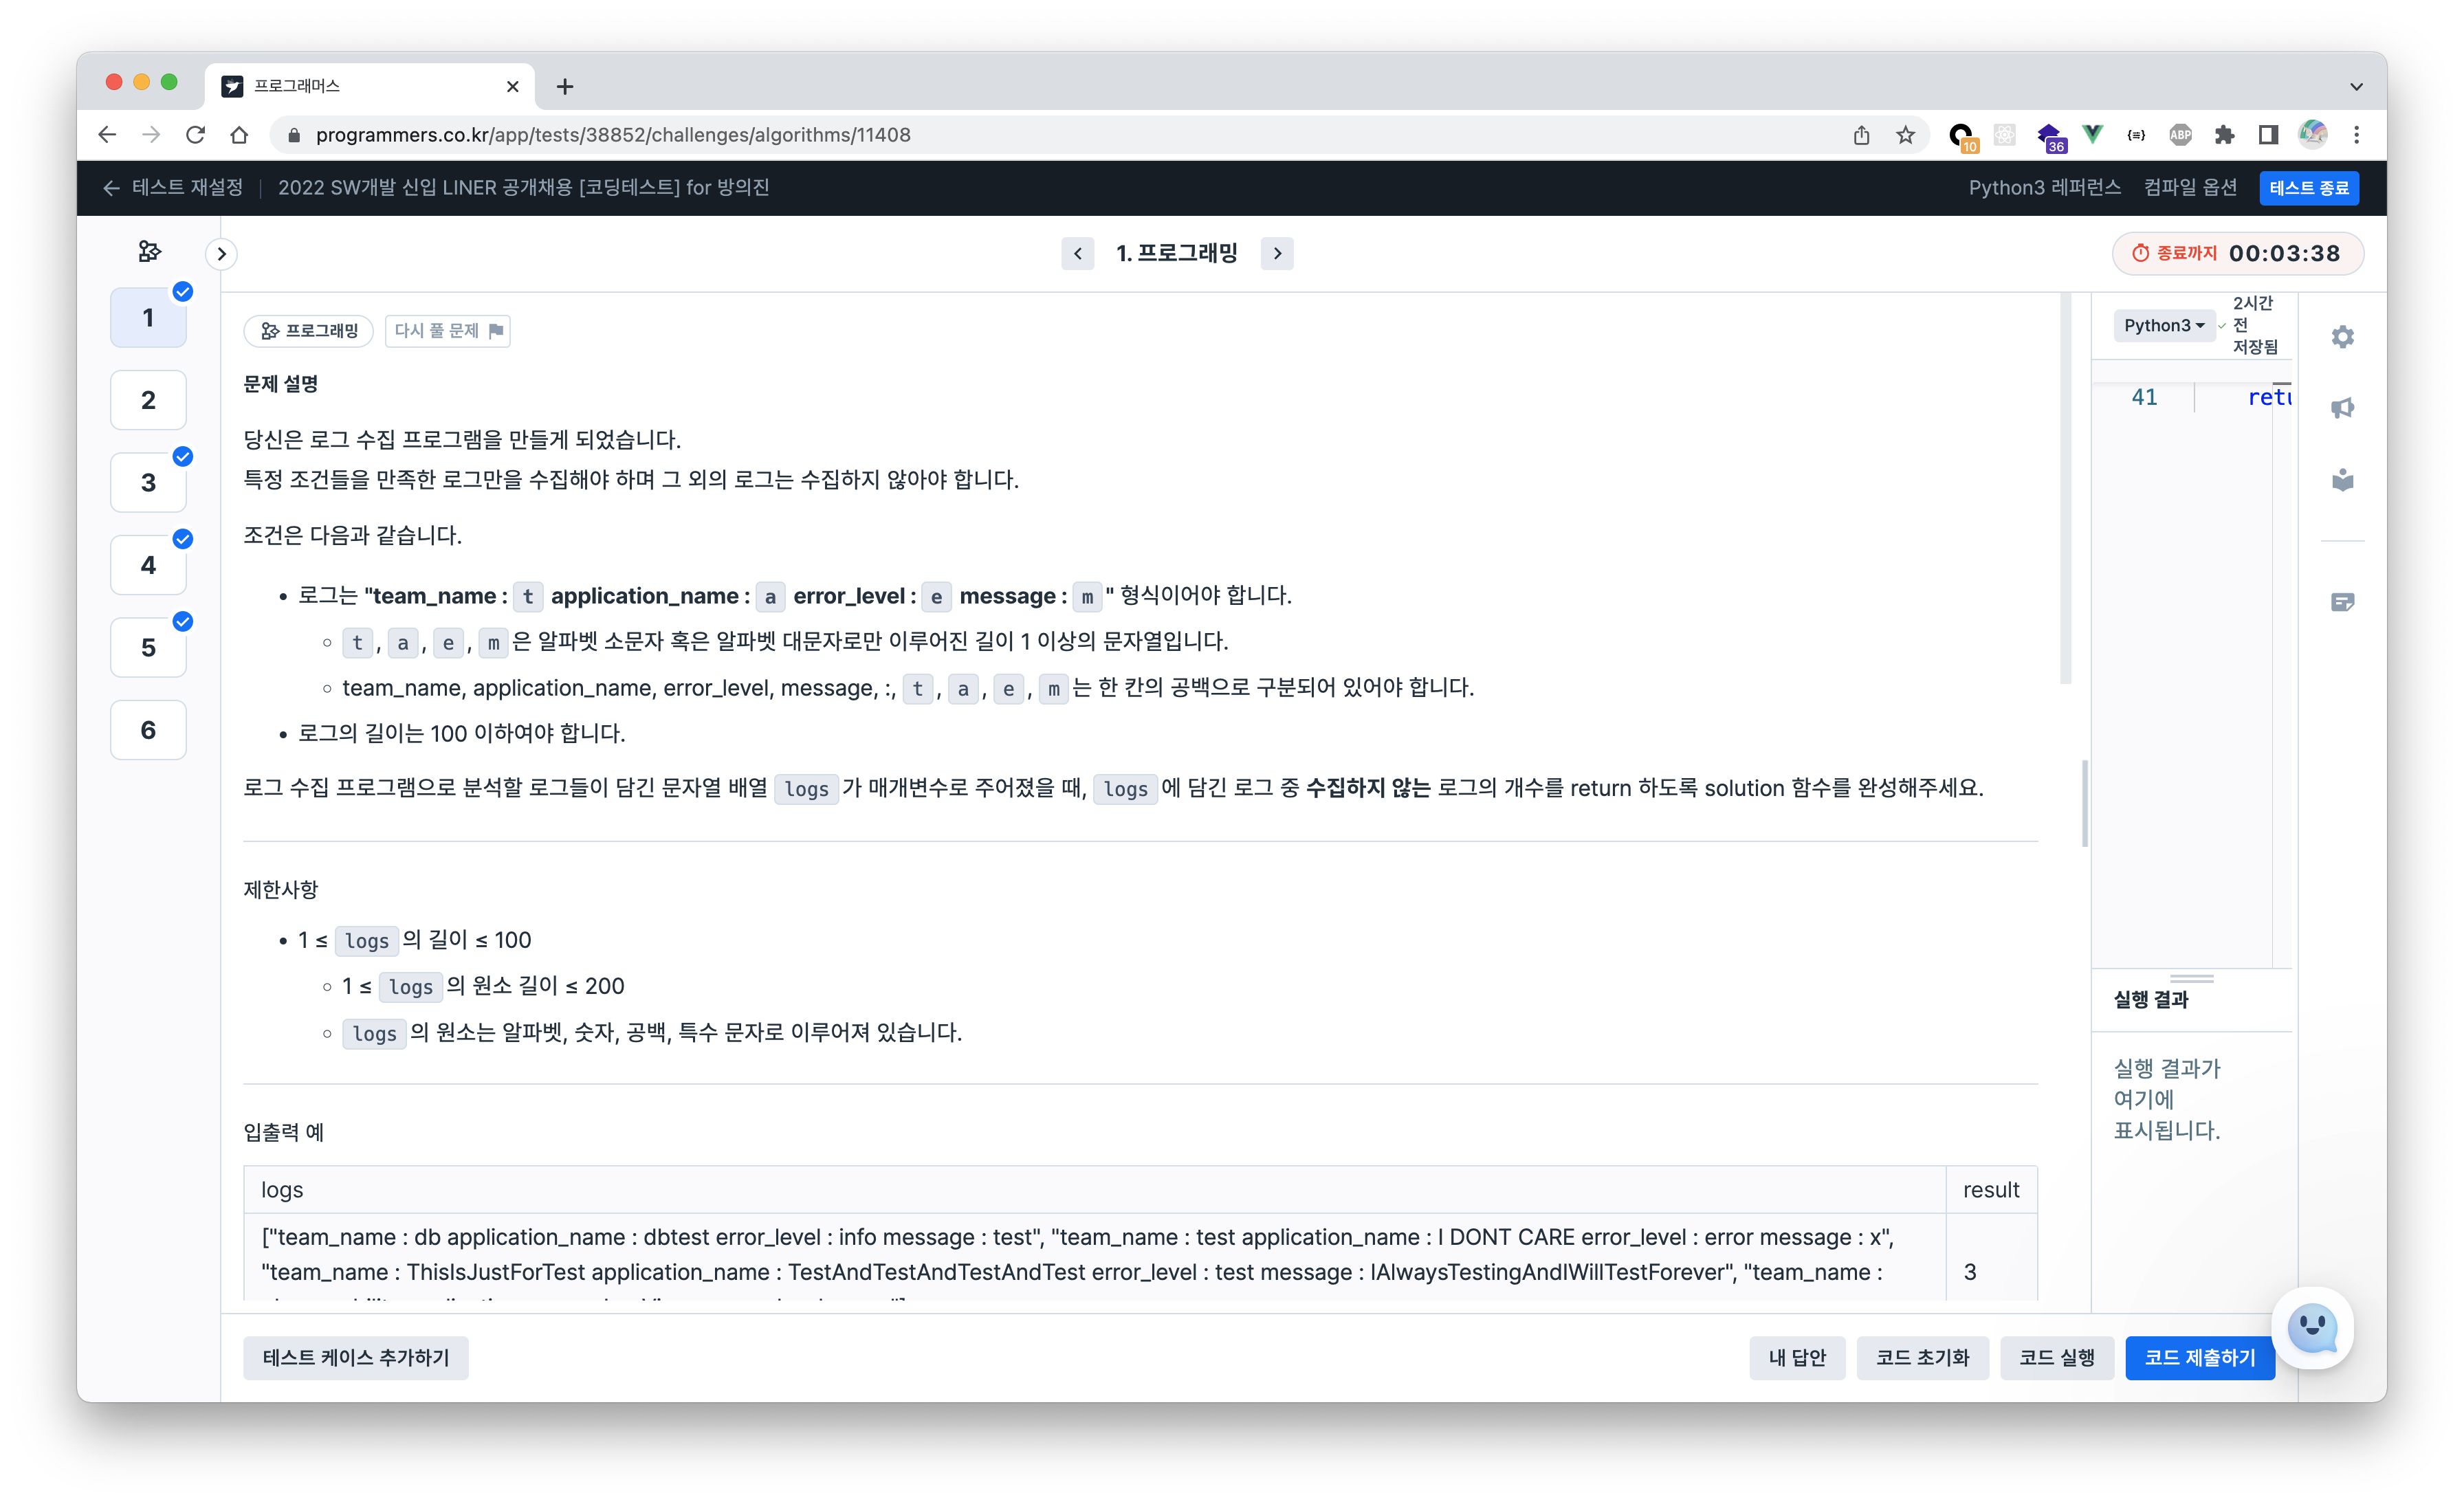 프로그래머스
programmers.co.kr/app/tests/38852/challenges/algorithms/11408
10
36
ABP
테스트 재설정
2022 SW개발 신입 LINER 공개채용 [코딩테스트] for 방의진
Python3 레퍼런스
컴파일 옵션
테스트 종료
1. 프로그래밍
종료까지 00:03:38
1
2
3
4
5
6
프로그래밍
다시 풀 문제
문제 설명
당신은 로그 수집 프로그램을 만들게 되었습니다.
특정 조건들을 만족한 로그만을 수집해야 하며 그 외의 로그는 수집하지 않아야 합니다.
조건은 다음과 같습니다.
• 로그는 "team_name : t application_name : a error_level : e message : m " 형식이어야 합니다.
◦ t , a , e , m 은 알파벳 소문자 혹은 알파벳 대문자로만 이루어진 길이 1 이상의 문자열입니다.
◦ team_name, application_name, error_level, message, :, t , a , e , m 는 한 칸의 공백으로 구분되어 있어야 합니다.
• 로그의 길이는 100 이하여야 합니다.
로그 수집 프로그램으로 분석할 로그들이 담긴 문자열 배열 logs 가 매개변수로 주어졌을 때, logs 에 담긴 로그 중 수집하지 않는 로그의 개수를 return 하도록 solution 함수를 완성해주세요.
제한사항
• 1 ≤ logs 의 길이 ≤ 100
◦ 1 ≤ logs 의 원소 길이 ≤ 200
◦ logs 의 원소는 알파벳, 숫자, 공백, 특수 문자로 이루어져 있습니다.
입출력 예
logs
result
["team_name : db application_name : dbtest error_level : info message : test", "team_name : test application_name : I DONT CARE error_level : error message : x",
"team_name : ThisIsJustForTest application_name : TestAndTestAndTestAndTest error_level : test message : IAlwaysTestingAndIWillTestForever", "team_name :
3
Python3
2시간
전
저장됨
41
retu
실행 결과
실행 결과가
여기에
표시됩니다.
테스트 케이스 추가하기
내 답안
코드 초기화
코드 실행
코드 제출하기